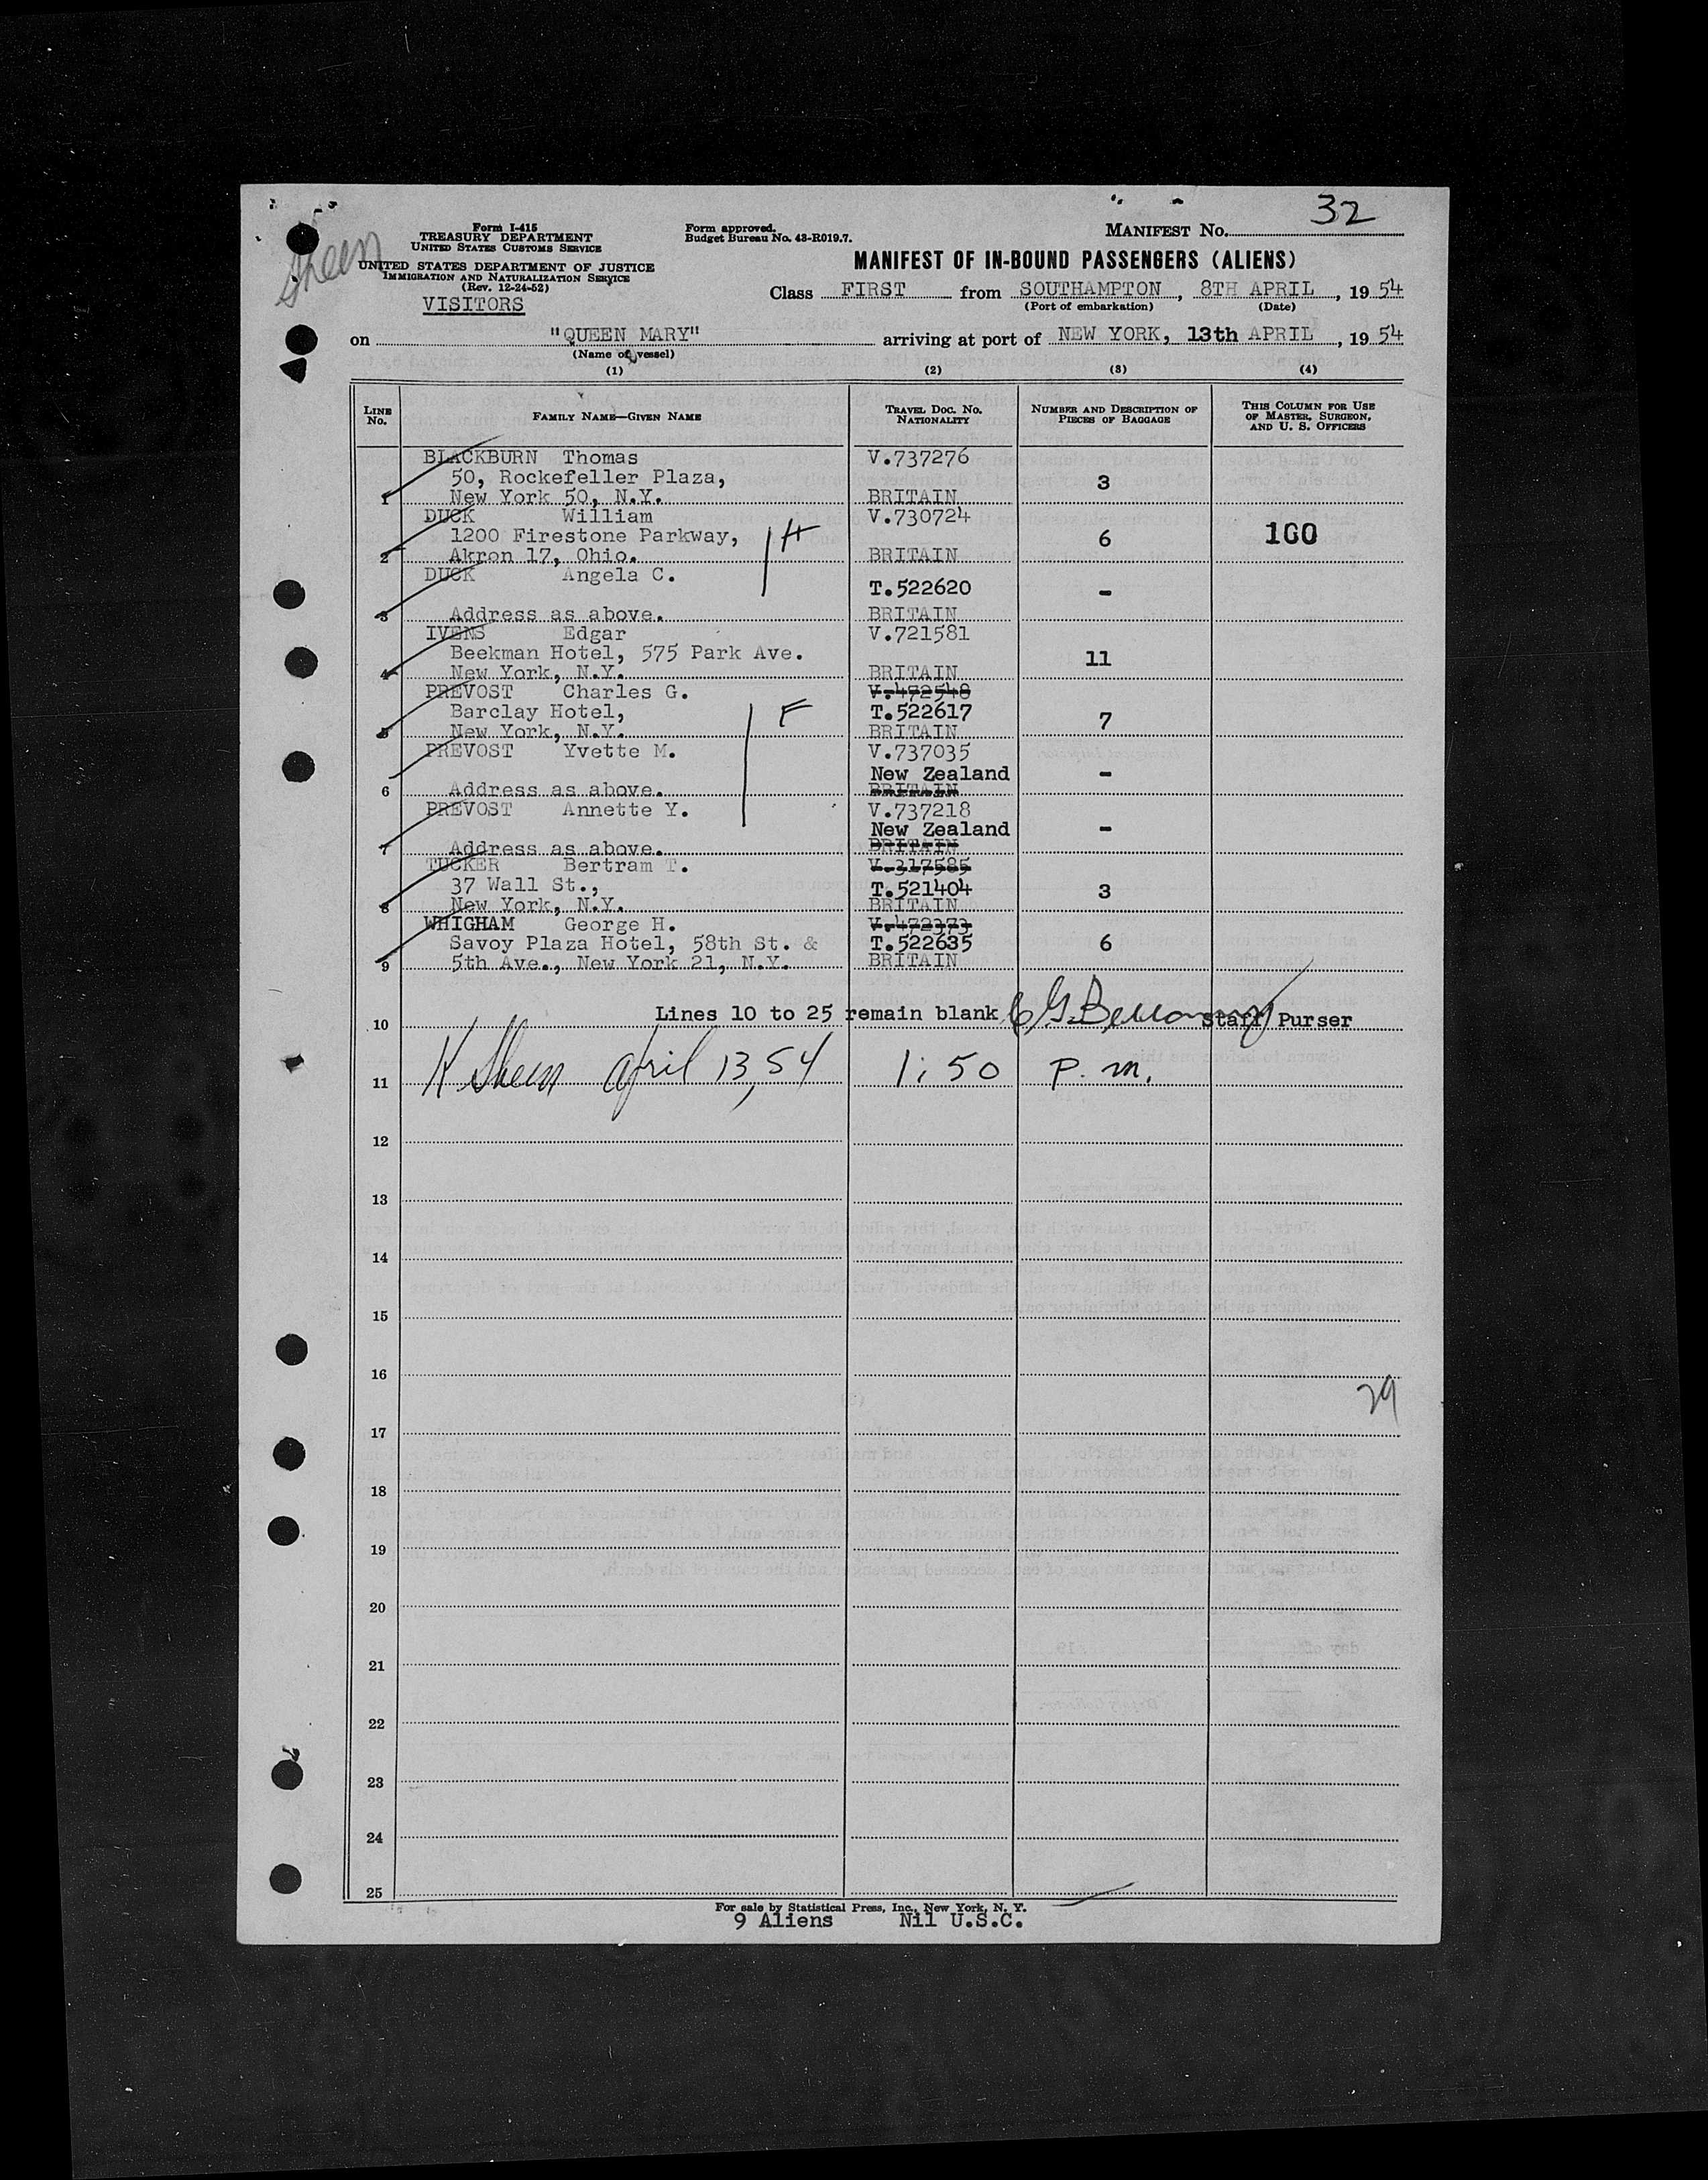 32
Sheen
Form I-415
TREASURY DEPARTMENT
UNITED STATES CUSTOMS SERVICE
Form approved.
Budget Bureau No. 43-R019.7.
MANIFEST No.
UNITED STATES DEPARTMENT OF JUSTICE
IMMIGRATION AND NATURALIZATION SERVICE
(Rev. 12-24-52)
VISITORS
MANIFEST OF IN-BOUND PASSENGERS (ALIENS)
Class FIRST from SOUTHAMPTON, 8TH APRIL, 1954
(Port of embarkation) (Date)
on "QUEEN MARY" arriving at port of NEW YORK, 13th APRIL, 1954
(Name of vessel)
(1) (2) (3) (4)
LINE No. FAMILY NAME—GIVEN NAME TRAVEL DOC. No. NATIONALITY NUMBER AND DESCRIPTION OF PIECES OF BAGGAGE THIS COLUMN FOR USE OF MASTER, SURGEON, AND U. S. OFFICERS
BLACKBURN Thomas V.737276
50, Rockefeller Plaza, 3
1 New York 50, N.Y. BRITAIN
DUCK William V.730724
1200 Firestone Parkway, H 6 160
2 Akron 17, Ohio. BRITAIN
DUCK Angela C.
T.522620 -
3 Address as above. BRITAIN
IVENS Edgar V.721581
Beekman Hotel, 575 Park Ave. 11
4 New York, N.Y. BRITAIN
PREVOST Charles G. V.472548
Barclay Hotel, F T.522617 7
5 New York, N.Y. BRITAIN
PREVOST Yvette M. V.737035
New Zealand -
6 Address as above. BRITAIN
PREVOST Annette Y. V.737218
New Zealand -
7 Address as above. BRITAIN
TUCKER Bertram T. V.317585
37 Wall St., T.521404 3
8 New York, N.Y. BRITAIN
WHIGHAM George H. V.472373
Savoy Plaza Hotel, 58th St. & T.522635 6
9 5th Ave., New York 21, N.Y. BRITAIN
10 Lines 10 to 25 remain blank Staff Purser
11 K Sheen April 13, 54 1:50 P.m.
12
13
14
15
16
29
17
18
19
20
21
22
23
24
25
For sale by Statistical Press, Inc., New York, N. Y.
9 Aliens Nil U.S.C.